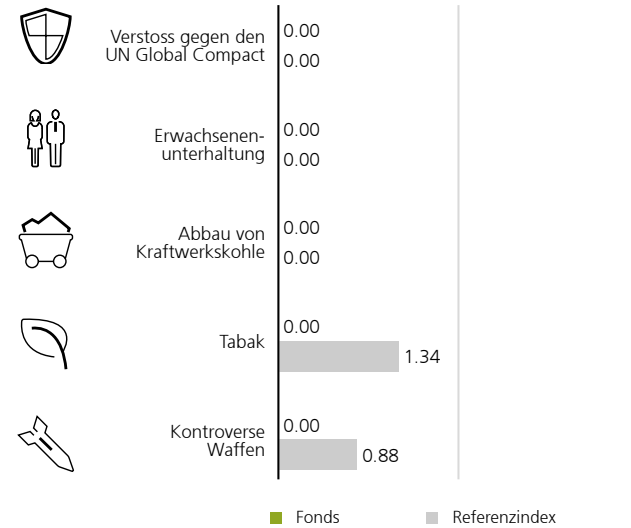 Verstoss gegen den
UN Global Compact
0.00
0.00
Erwachsenen-
unterhaltung
0.00
0.00
Abbau von
Kraftwerkskohle
0.00
0.00
Tabak
0.00
1.34
Kontroverse
Waffen
0.00
0.88
Fonds Referenzindex